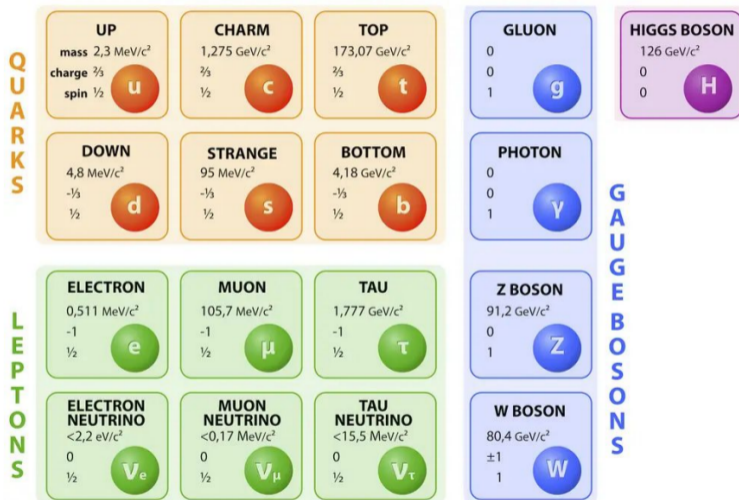 QUARKS
UP
mass 2,3 MeV/c²
charge ⅔
spin ½
u
CHARM
1,275 GeV/c²
⅔
½
c
TOP
173,07 GeV/c²
⅔
½
t
GLUON
0
0
1
g
HIGGS BOSON
126 GeV/c²
0
0
H
DOWN
4,8 MeV/c²
-⅓
½
d
STRANGE
95 MeV/c²
-⅓
½
s
BOTTOM
4,18 GeV/c²
-⅓
½
b
PHOTON
0
0
1
γ
GAUGE BOSONS
LEPTONS
ELECTRON
0,511 MeV/c²
-1
½
e
MUON
105,7 MeV/c²
-1
½
μ
TAU
1,777 GeV/c²
-1
½
τ
Z BOSON
91,2 GeV/c²
0
1
Z
ELECTRON
NEUTRINO
<2,2 eV/c²
0
½
νe
MUON
NEUTRINO
<0,17 MeV/c²
0
½
νμ
TAU
NEUTRINO
<15,5 MeV/c²
0
½
ντ
W BOSON
80,4 GeV/c²
±1
1
W